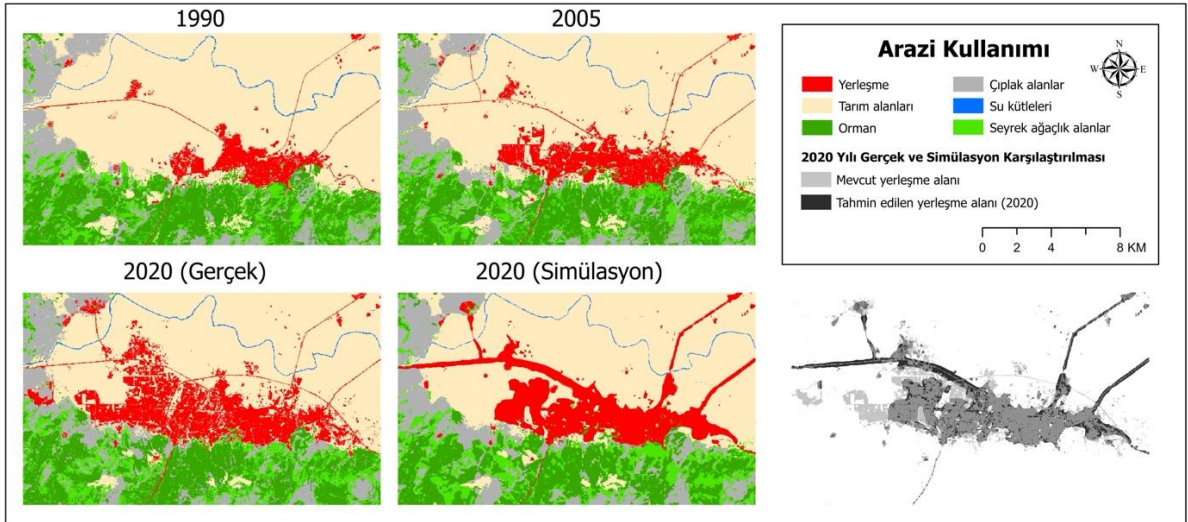 1990
2005
Arazi Kullanımı
N
W
E
S
Yerleşme
Tarım alanları
Orman
Çıplak alanlar
Su kütleleri
Seyrek ağaçlık alanlar
2020 Yılı Gerçek ve Simülasyon Karşılaştırılması
Mevcut yerleşme alanı
Tahmin edilen yerleşme alanı (2020)
0 2 4 8 KM
2020 (Gerçek)
2020 (Simülasyon)